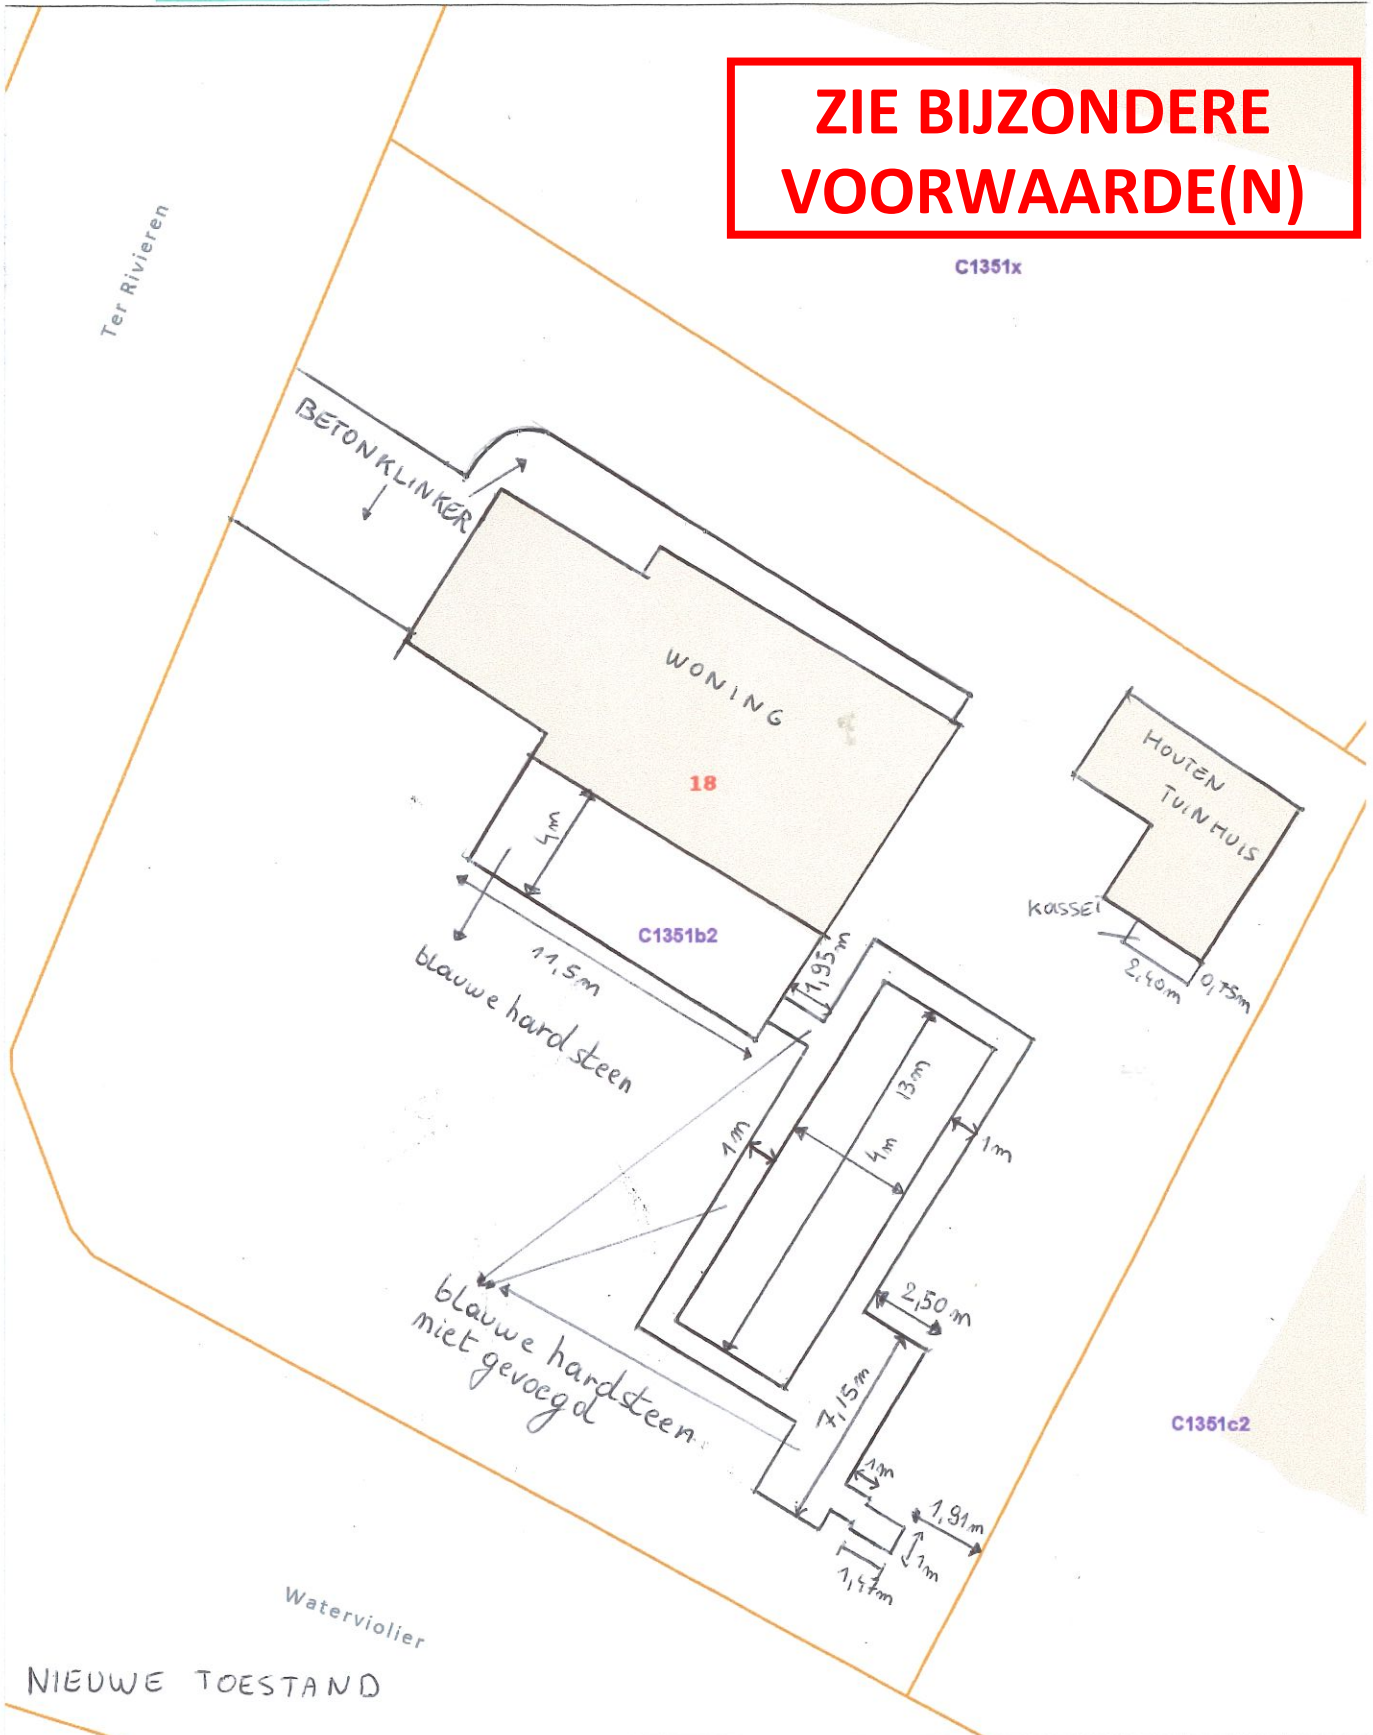 ZIE BIJZONDERE
VOORWAARDE(N)
C1351x
Ter Rivieren
BETONKLINKER
WONING
18
HOUTEN
TUINHUIS
KASSEI
2,40m
0,75m
4m
C1351b2
11,5m
1,95m
blauwe hardsteen
13m
4m
1m
1m
2,50m
blauwe hardsteen
niet gevoegd
7,15m
C1351c2
1m
1,91m
1m
1,47m
Waterviolier
NIEUWE TOESTAND